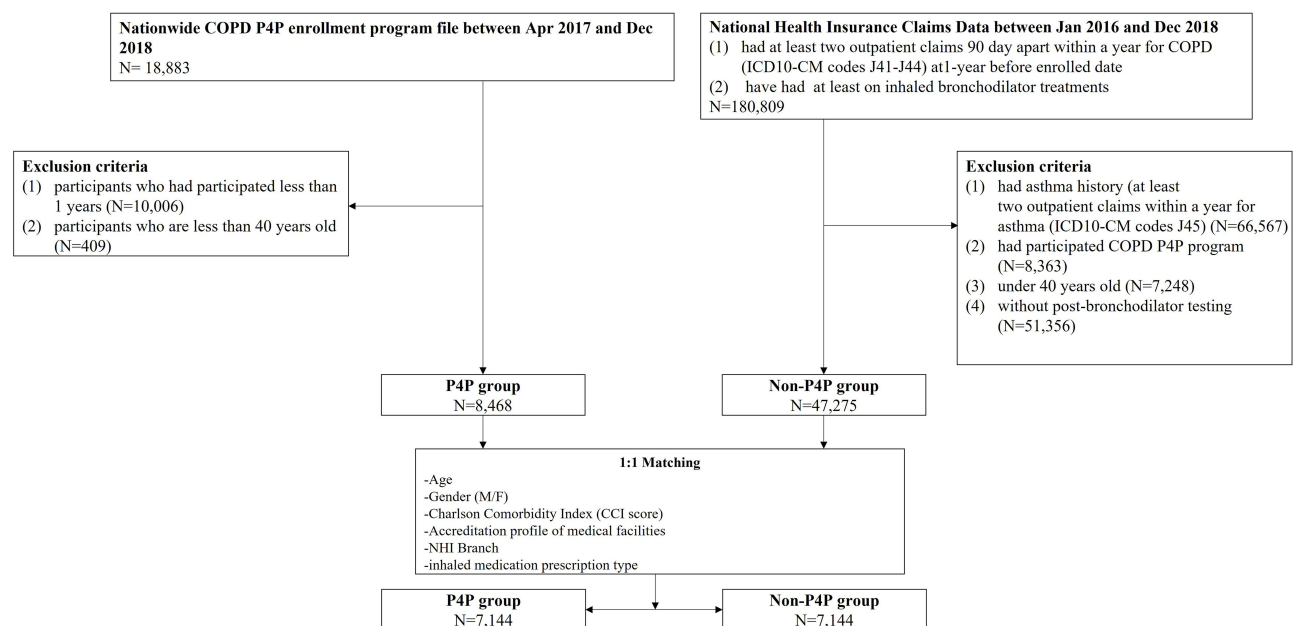 Nationwide COPD P4P enrollment program file between Apr 2017 and Dec
2018
N= 18,883
National Health Insurance Claims Data between Jan 2016 and Dec 2018
(1) had at least two outpatient claims 90 day apart within a year for COPD
(ICD10-CM codes J41-J44) at1-year before enrolled date
(2) have had at least on inhaled bronchodilator treatments
N=180,809
Exclusion criteria
(1) participants who had participated less than
1 years (N=10,006)
(2) participants who are less than 40 years old
(N=409)
Exclusion criteria
(1) had asthma history (at least
two outpatient claims within a year for
asthma (ICD10-CM codes J45) (N=66,567)
(2) had participated COPD P4P program
(N=8,363)
(3) under 40 years old (N=7,248)
(4) without post-bronchodilator testing
(N=51,356)
P4P group
N=8,468
Non-P4P group
N=47,275
1:1 Matching
-Age
-Gender (M/F)
-Charlson Comorbidity Index (CCI score)
-Accreditation profile of medical facilities
-NHI Branch
-inhaled medication prescription type
P4P group
N=7,144
Non-P4P group
N=7,144